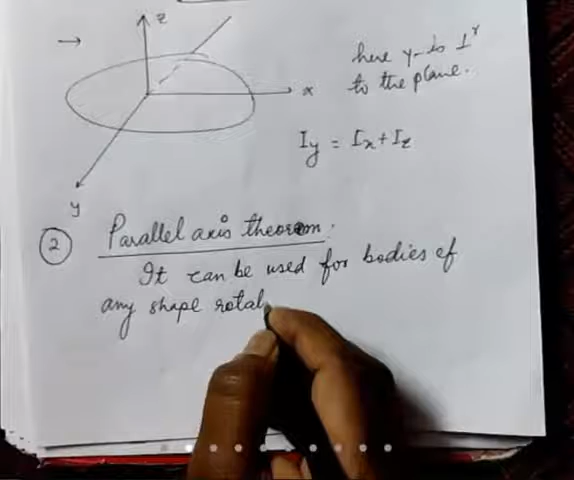 z
x
here y is ⊥r
to the plane.
Iy = Ix + Iz
y
2 Parallel axis theorem:
It can be used for bodies of
any shape rotat